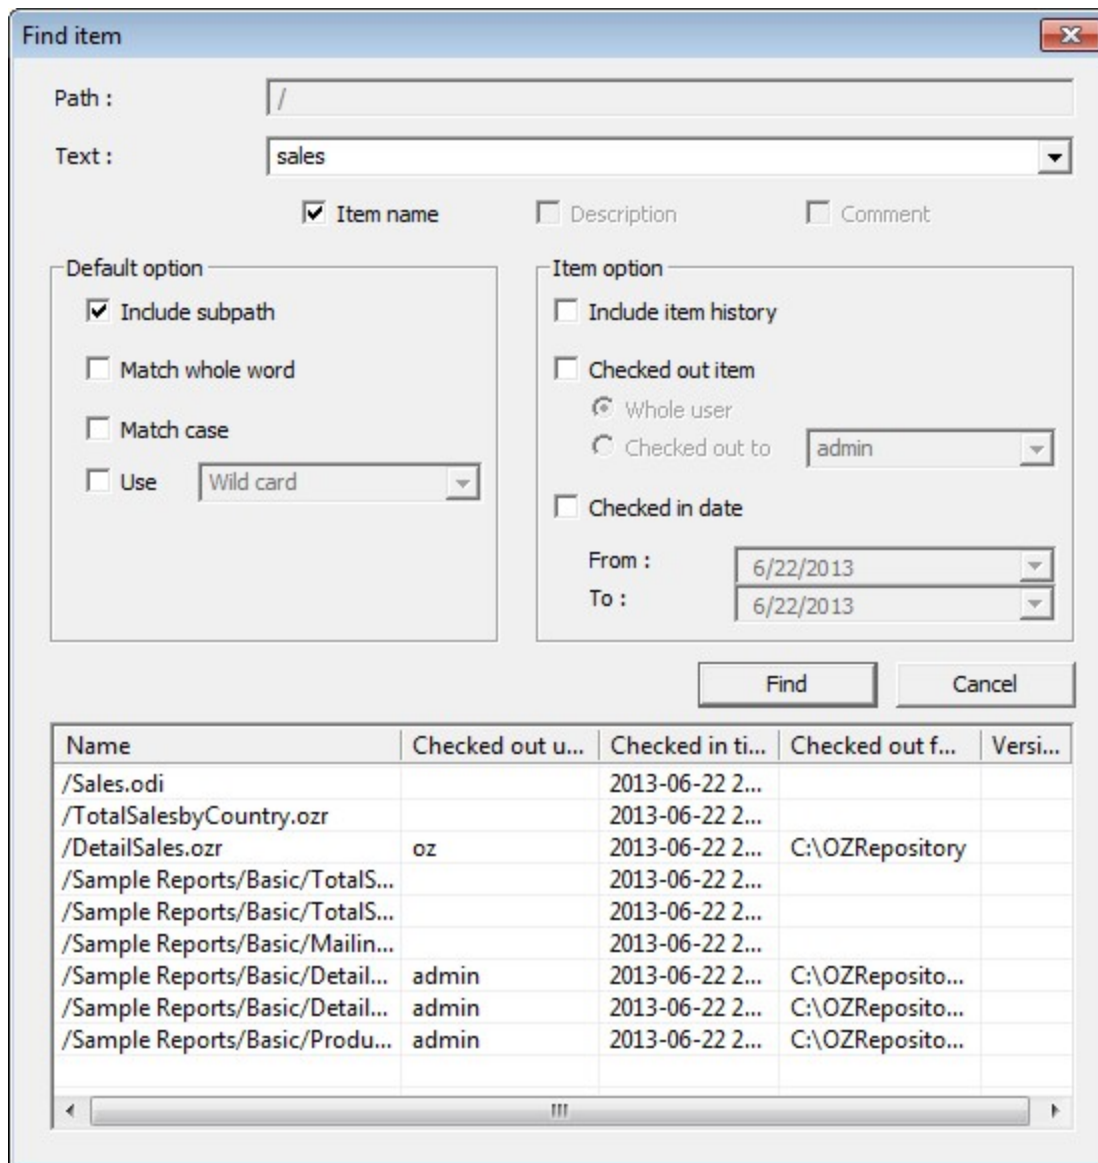 Find item
Path :
/
Text :
sales
Item name Description Comment
Default option
Include subpath
Match whole word
Match case
Use Wild card
Item option
Include item history
Checked out item
Whole user
Checked out to admin
Checked in date
From : 6/22/2013
To : 6/22/2013
Find Cancel
Name Checked out u... Checked in ti... Checked out f... Versi...
/Sales.odi 2013-06-22 2...
/TotalSalesbyCountry.ozr 2013-06-22 2...
/DetailSales.ozr oz 2013-06-22 2... C:\OZRepository
/Sample Reports/Basic/TotalS... 2013-06-22 2...
/Sample Reports/Basic/TotalS... 2013-06-22 2...
/Sample Reports/Basic/Mailin... 2013-06-22 2...
/Sample Reports/Basic/Detail... admin 2013-06-22 2... C:\OZReposito...
/Sample Reports/Basic/Detail... admin 2013-06-22 2... C:\OZReposito...
/Sample Reports/Basic/Produ... admin 2013-06-22 2... C:\OZReposito...